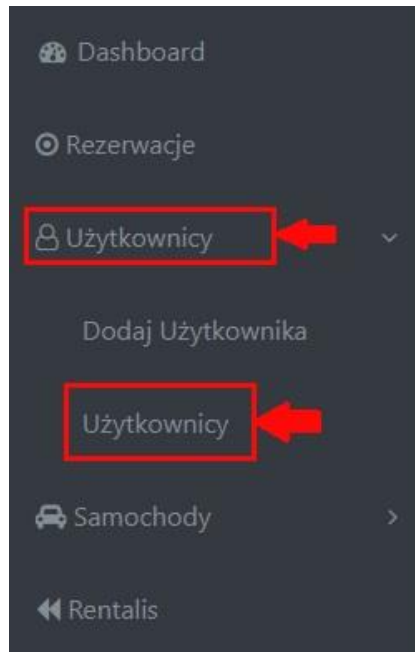 Dashboard
Rezerwacje
Użytkownicy
Dodaj Użytkownika
Użytkownicy
Samochody
Rentalis